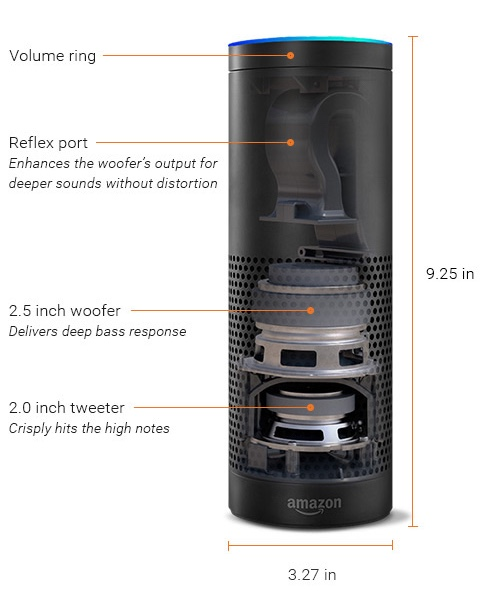 Volume ring
Reflex port
Enhances the woofer's output for
deeper sounds without distortion
9.25 in
2.5 inch woofer
Delivers deep bass response
2.0 inch tweeter
Crisply hits the high notes
amazon
3.27 in